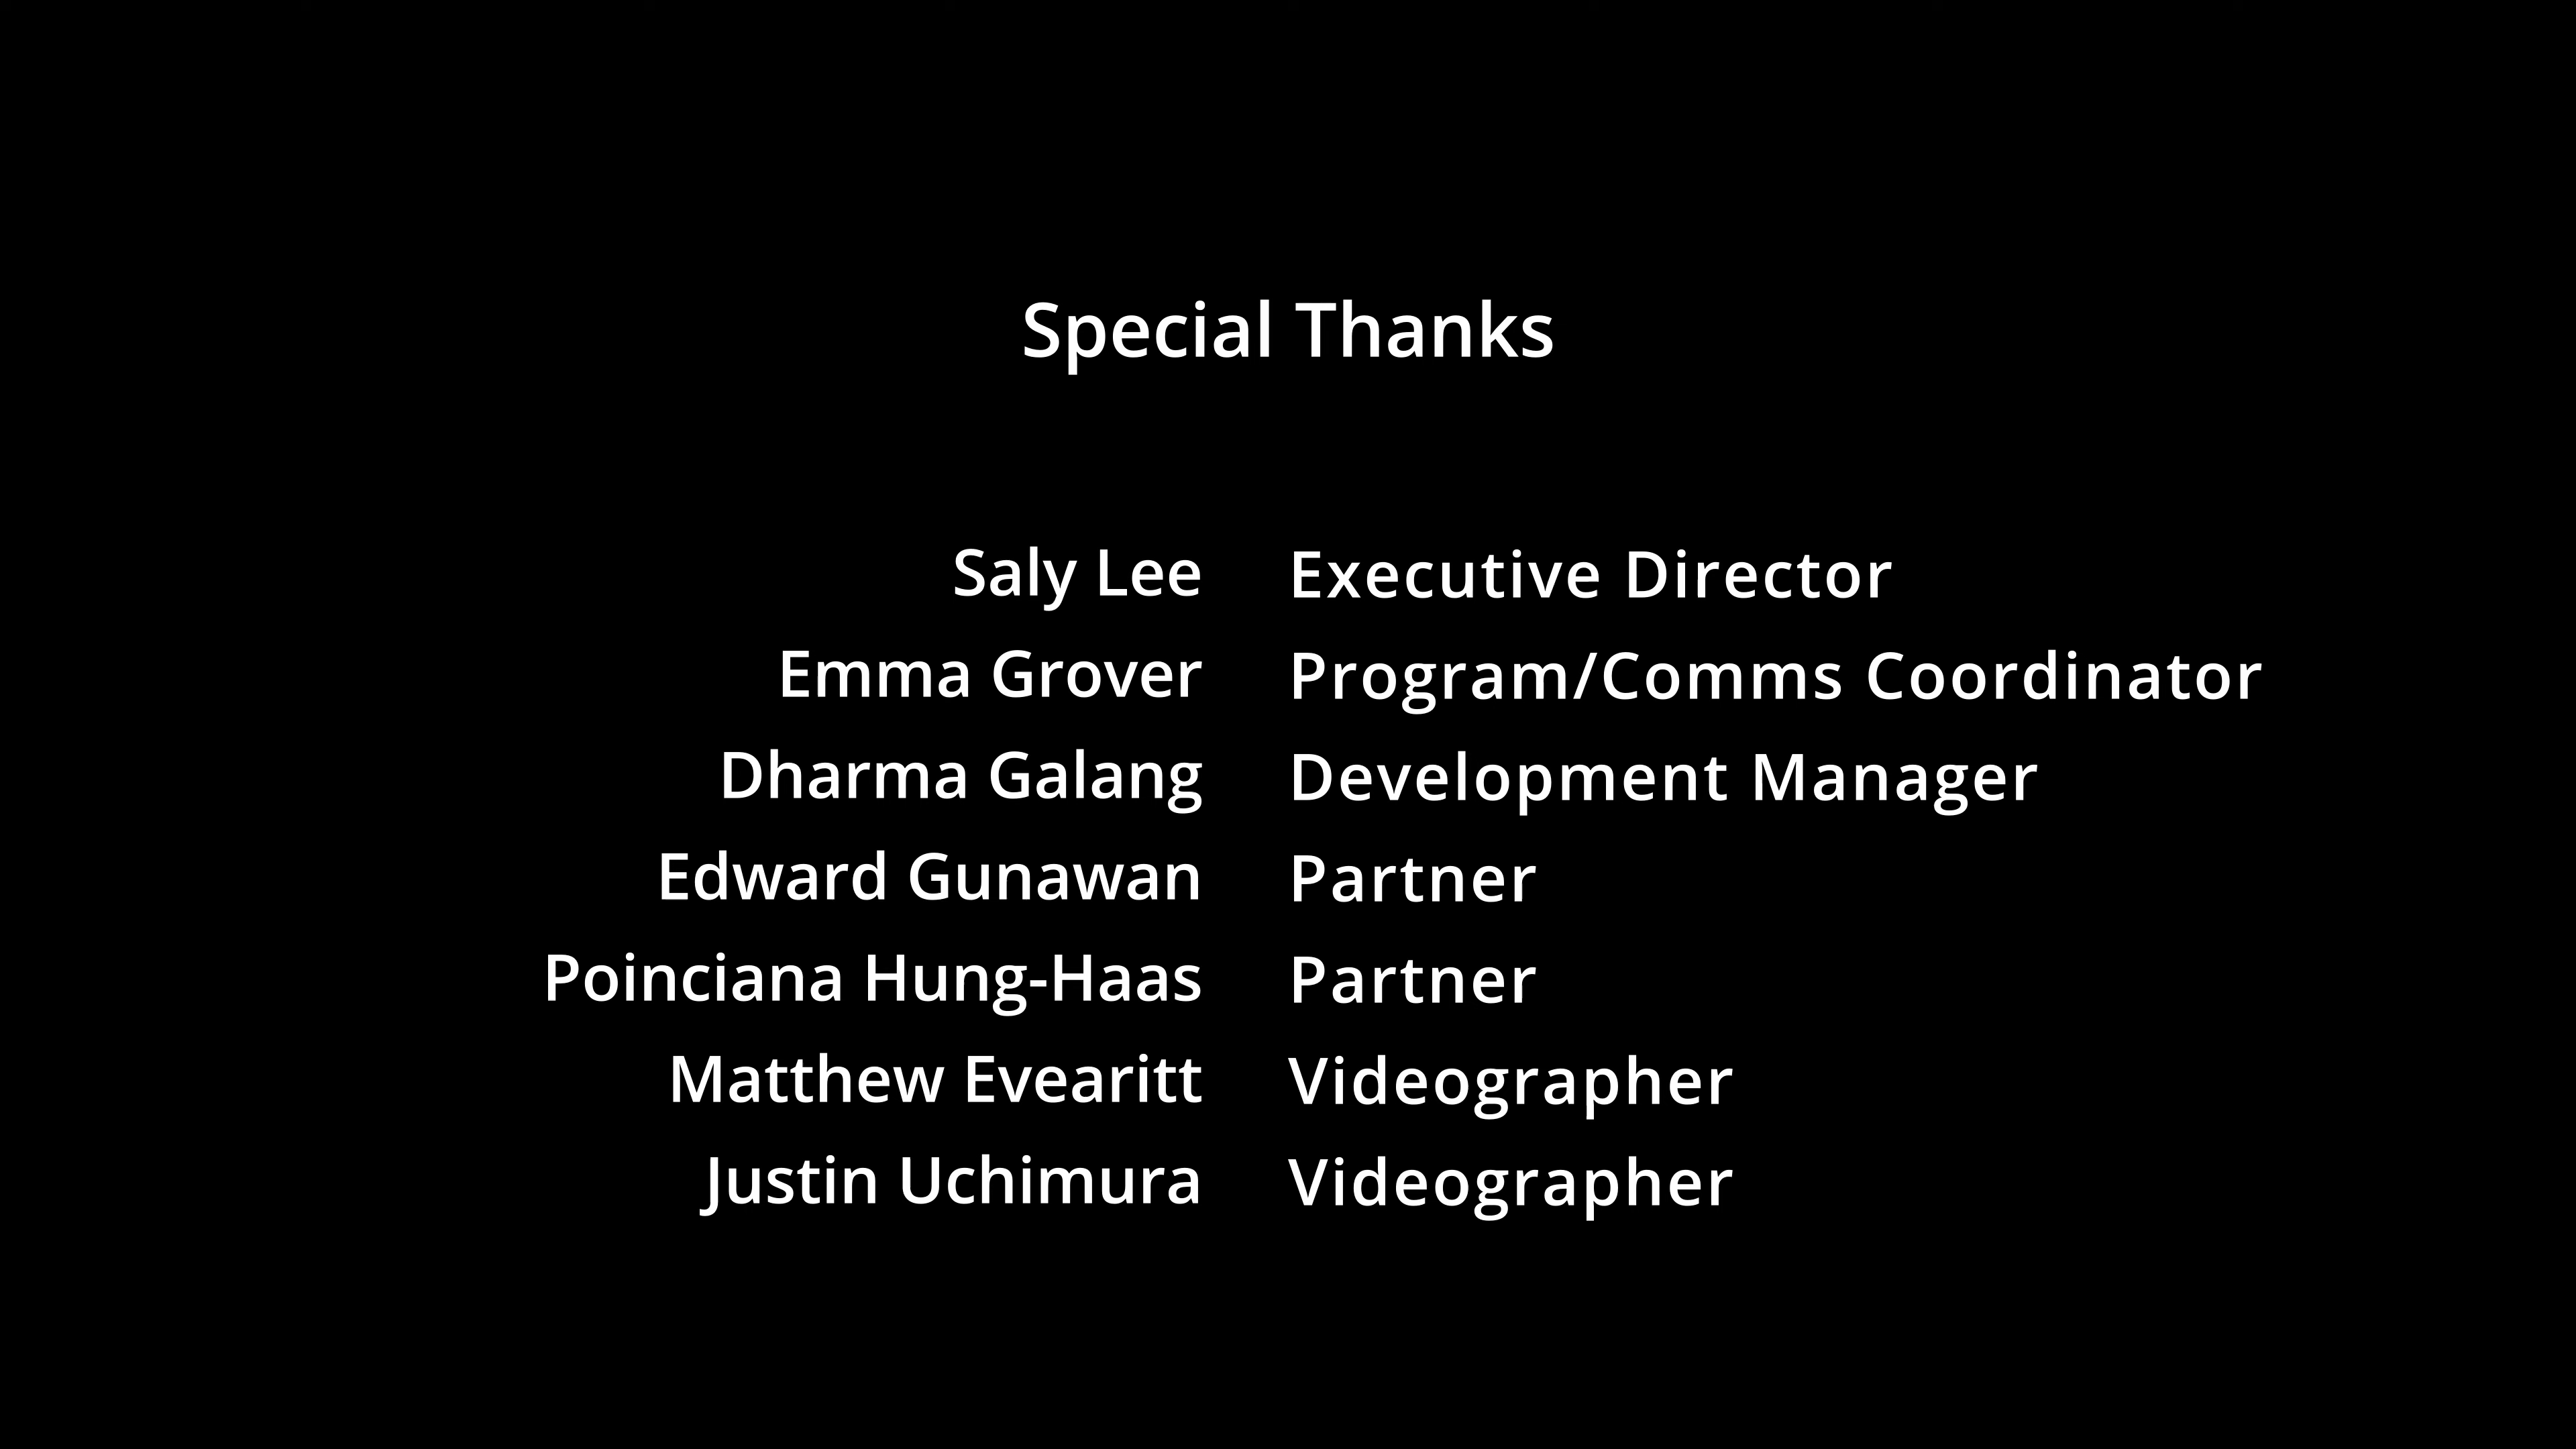 Special Thanks
Saly Lee Executive Director
Emma Grover Program/Comms Coordinator
Dharma Galang Development Manager
Edward Gunawan Partner
Poinciana Hung-Haas Partner
Matthew Evearitt Videographer
Justin Uchimura Videographer